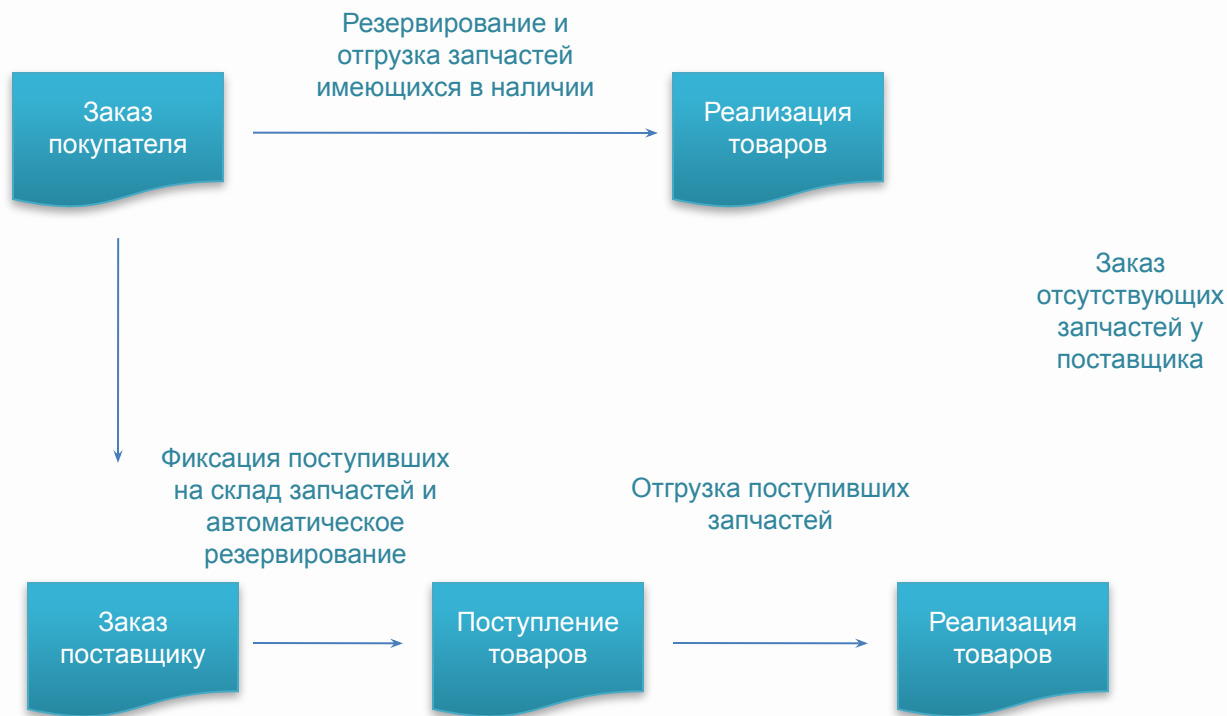 Резервирование и
отгрузка запчастей
имеющихся в наличии
Заказ
покупателя
Реализация
товаров
Заказ
отсутствующих
запчастей у
поставщика
Фиксация поступивших
на склад запчастей и
автоматическое
резервирование
Отгрузка поступивших
запчастей
Заказ
поставщику
Поступление
товаров
Реализация
товаров